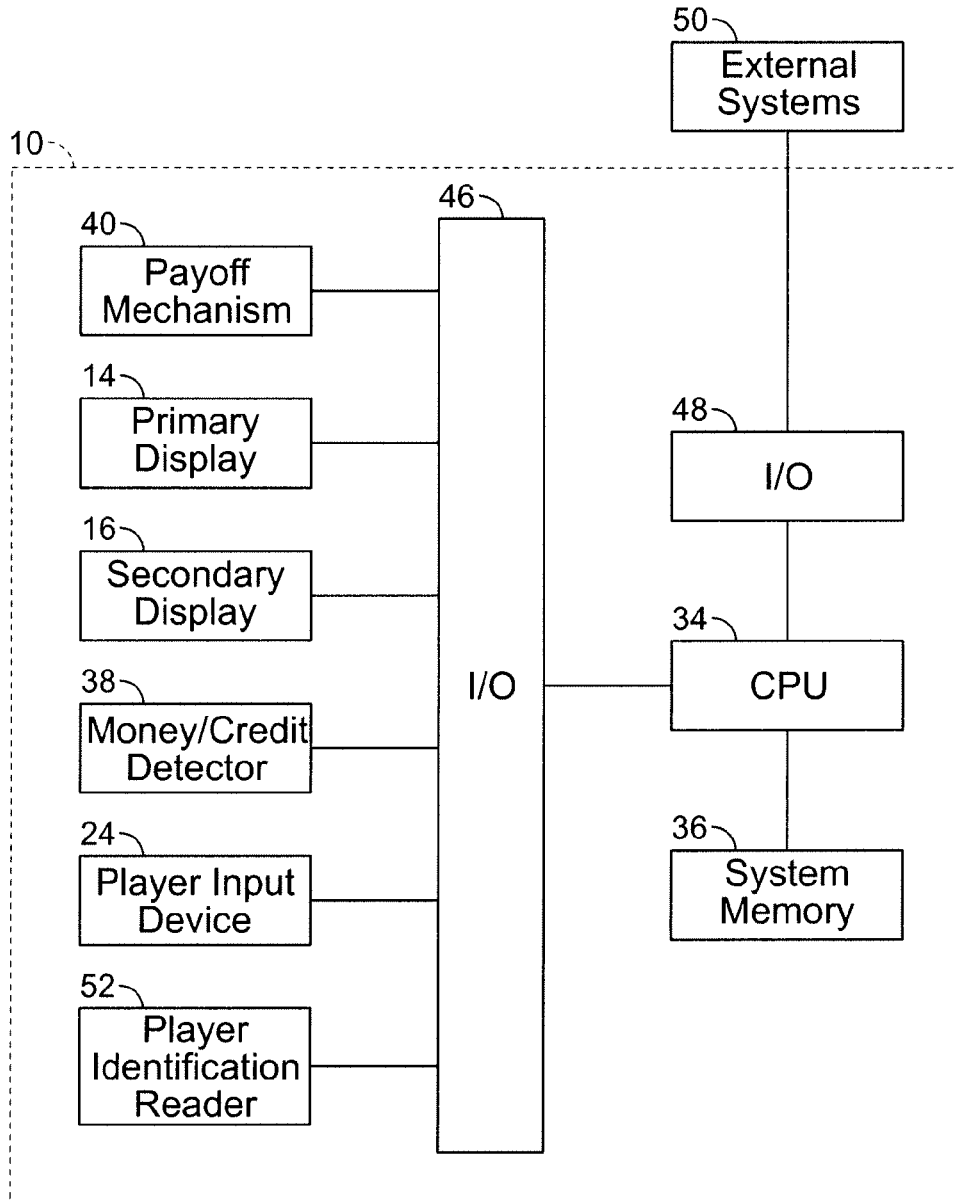 50
External
Systems
10
46
40
Payoff
Mechanism
14
Primary
Display
48
I/O
16
Secondary
Display
34
CPU
I/O
38
Money/Credit
Detector
24
Player Input
Device
36
System
Memory
52
Player
Identification
Reader